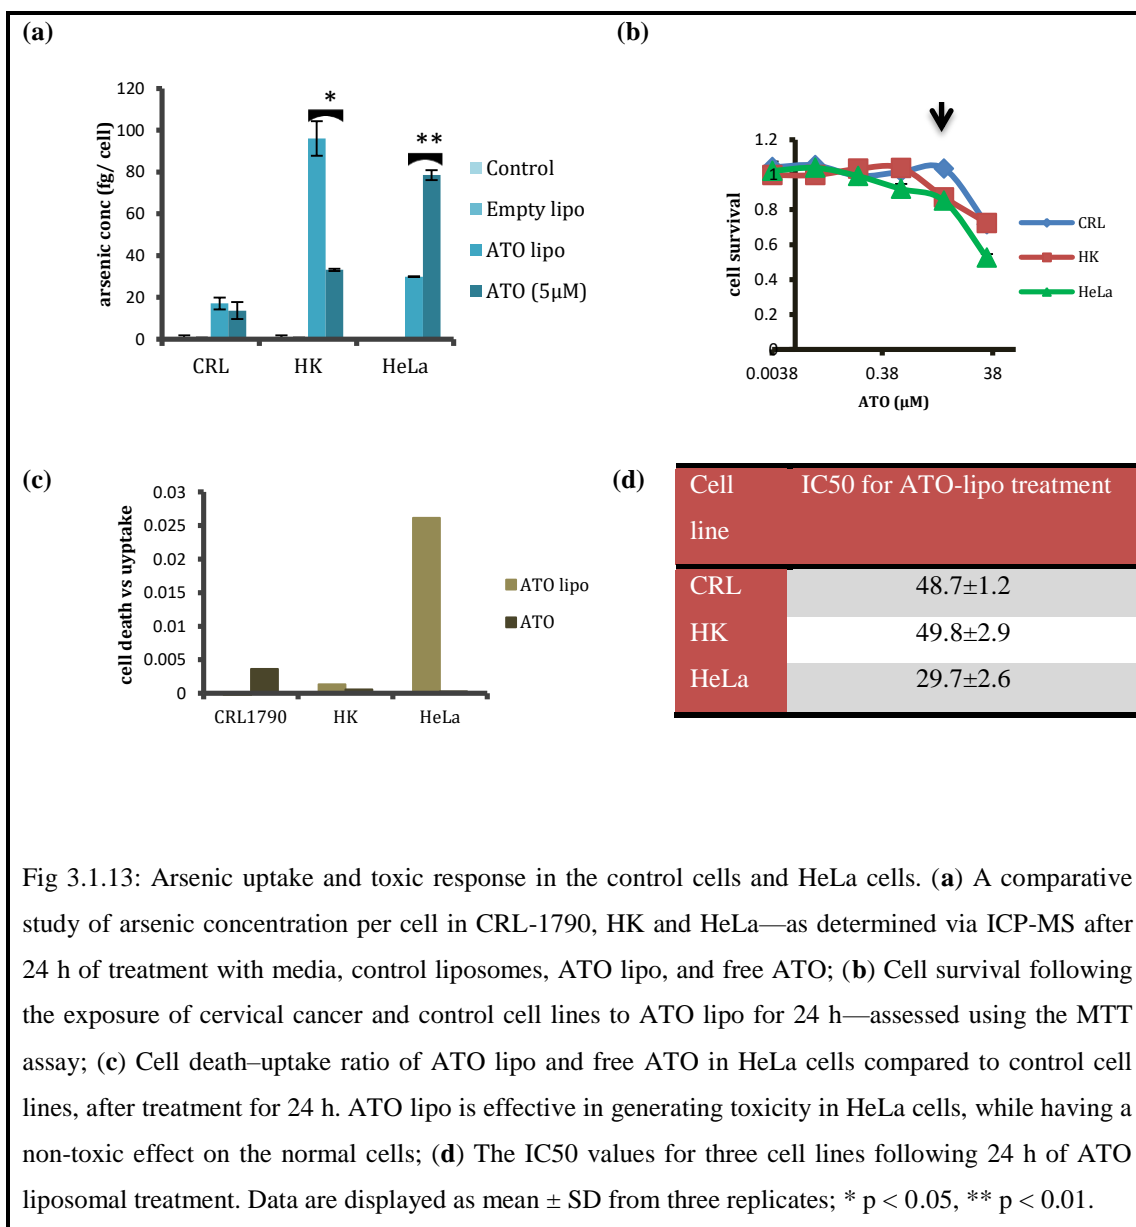 (a)
120
100
80
60
40
20
0
arsenic conc (fg/ cell)
*
**
CRL
HK
HeLa
Control
Empty lipo
ATO lipo
ATO (5µM)
(b)
1.2
1
0.8
0.6
0.4
0.2
0
cell survival
0.0038
0.38
38
ATO (µM)
CRL
HK
HeLa
(c)
0.03
0.025
0.02
0.015
0.01
0.005
0
cell death vs uyptake
CRL1790
HK
HeLa
ATO lipo
ATO
(d)
Cell line IC50 for ATO-lipo treatment
CRL 48.7±1.2
HK 49.8±2.9
HeLa 29.7±2.6
Fig 3.1.13: Arsenic uptake and toxic response in the control cells and HeLa cells. (a) A comparative
study of arsenic concentration per cell in CRL-1790, HK and HeLa—as determined via ICP-MS after
24 h of treatment with media, control liposomes, ATO lipo, and free ATO; (b) Cell survival following
the exposure of cervical cancer and control cell lines to ATO lipo for 24 h—assessed using the MTT
assay; (c) Cell death–uptake ratio of ATO lipo and free ATO in HeLa cells compared to control cell
lines, after treatment for 24 h. ATO lipo is effective in generating toxicity in HeLa cells, while having a
non-toxic effect on the normal cells; (d) The IC50 values for three cell lines following 24 h of ATO
liposomal treatment. Data are displayed as mean ± SD from three replicates; * p < 0.05, ** p < 0.01.